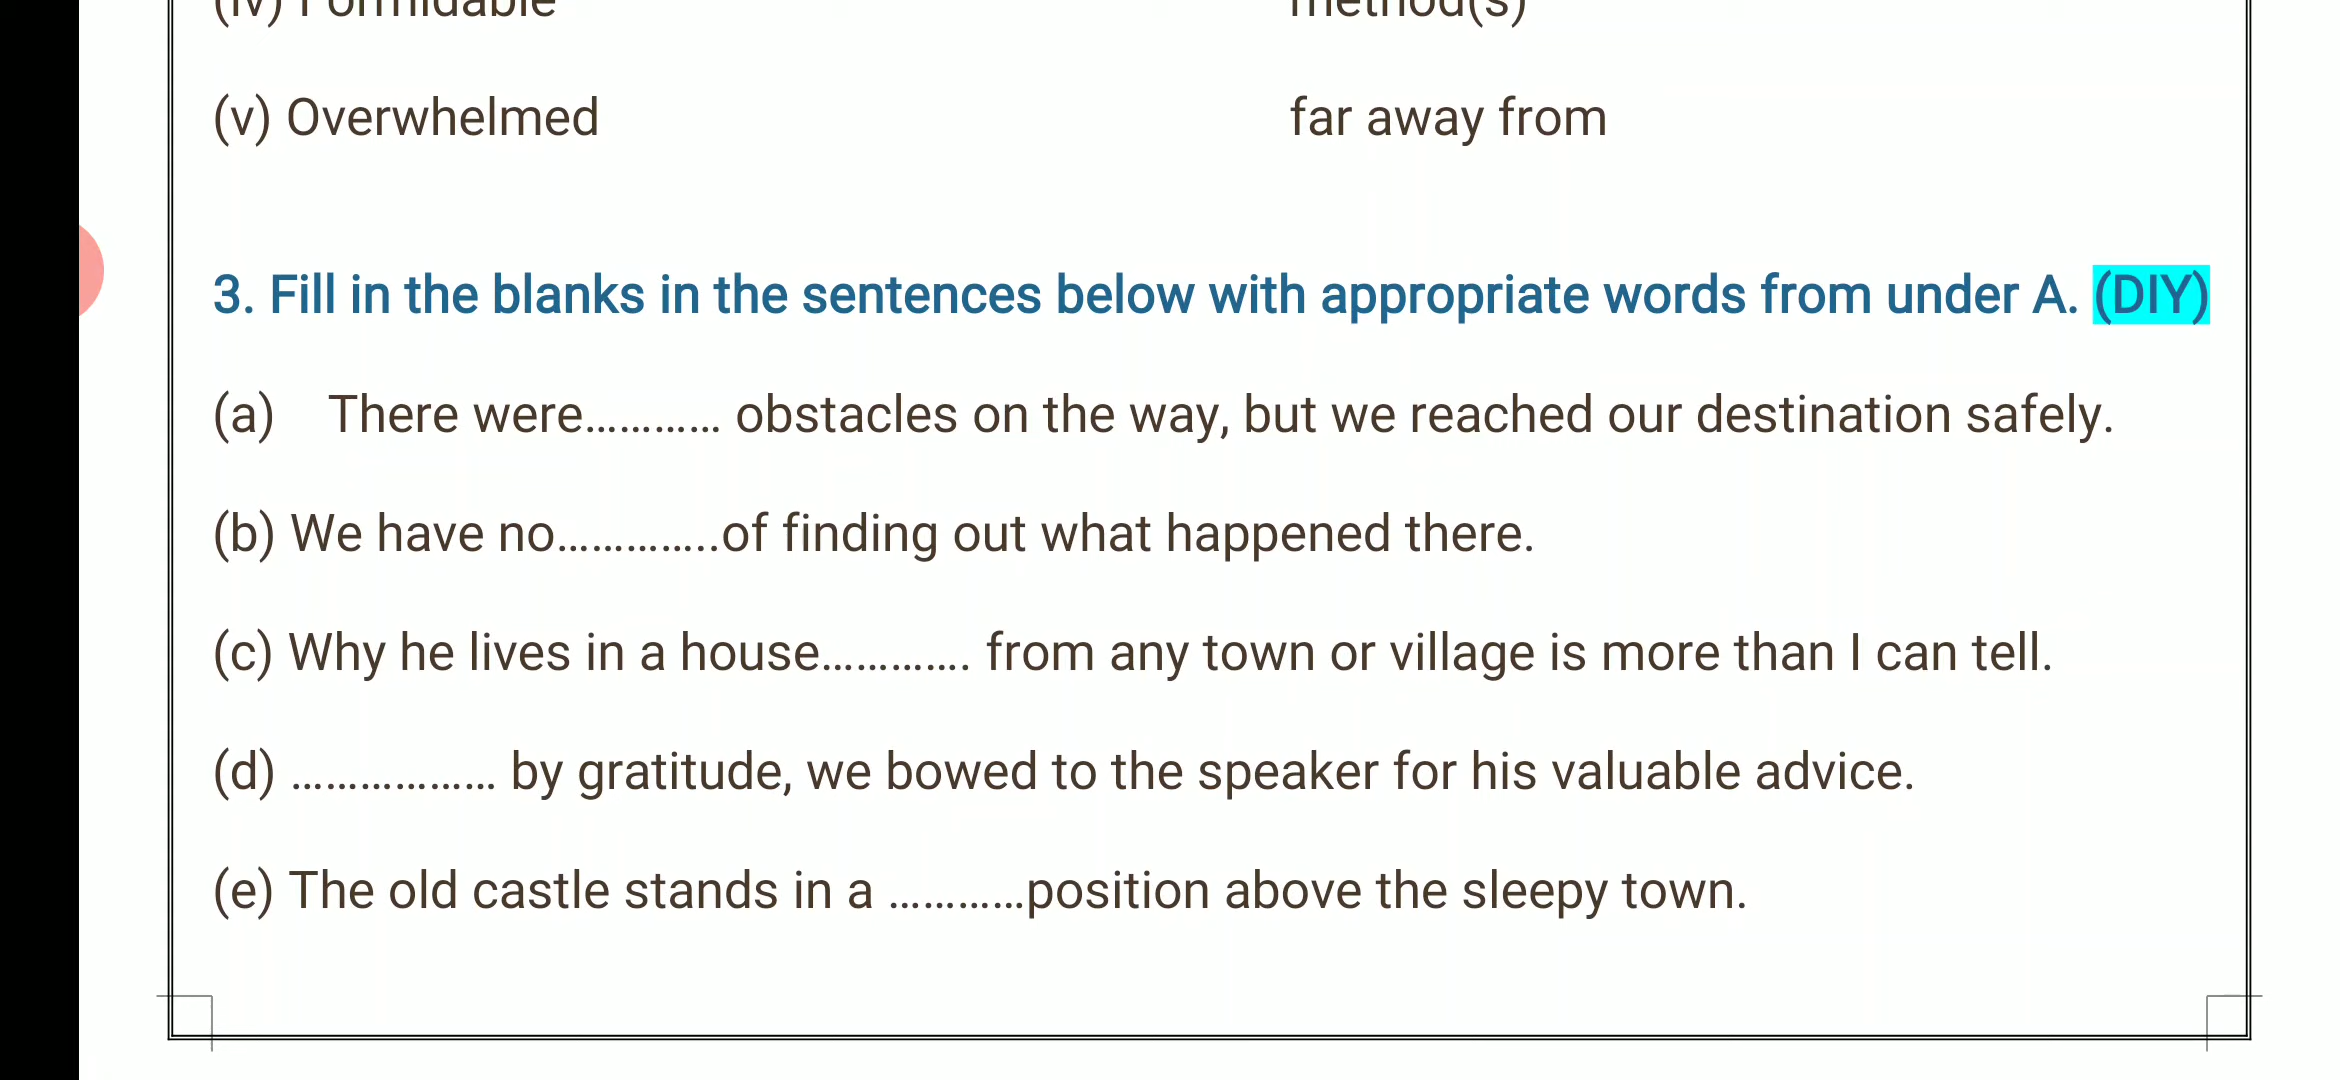 (iv) Formidable method(s)
(v) Overwhelmed far away from
3. Fill in the blanks in the sentences below with appropriate words from under A. (DIY)
(a) There were............ obstacles on the way, but we reached our destination safely.
(b) We have no..............of finding out what happened there.
(c) Why he lives in a house............. from any town or village is more than I can tell.
(d) .................. by gratitude, we bowed to the speaker for his valuable advice.
(e) The old castle stands in a ............position above the sleepy town.